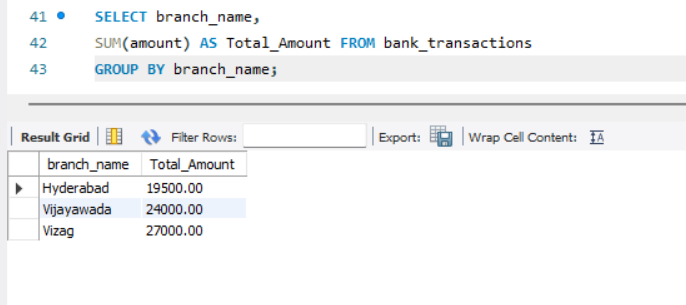 41 SELECT branch_name,
42 SUM(amount) AS Total_Amount FROM bank_transactions
43 GROUP BY branch_name;
Result Grid Filter Rows: Export: Wrap Cell Content: IA
branch_name Total_Amount
Hyderabad 19500.00
Vijayawada 24000.00
Vizag 27000.00